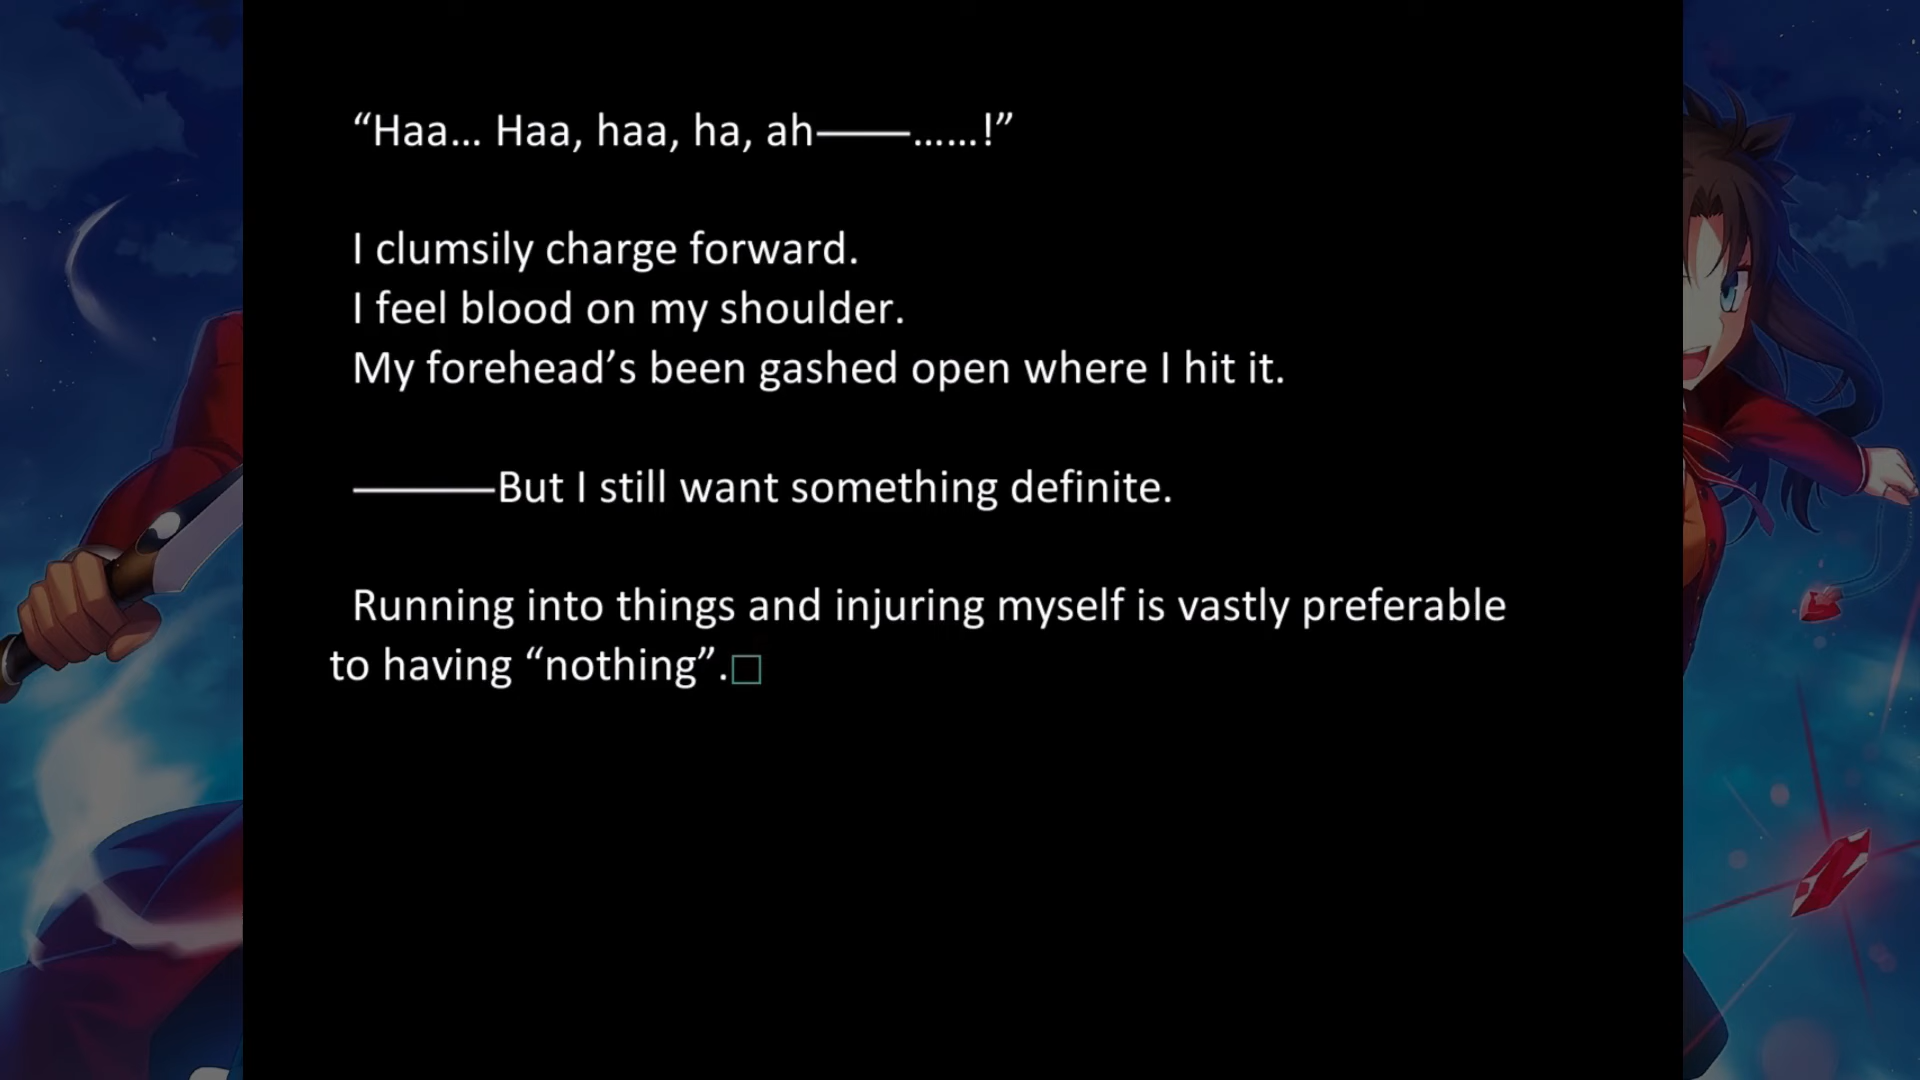 “Haa... Haa, haa, ha, ah───......!”
I clumsily charge forward.
I feel blood on my shoulder.
My forehead’s been gashed open where I hit it.
─────But I still want something definite.
Running into things and injuring myself is vastly preferable
to having “nothing”.